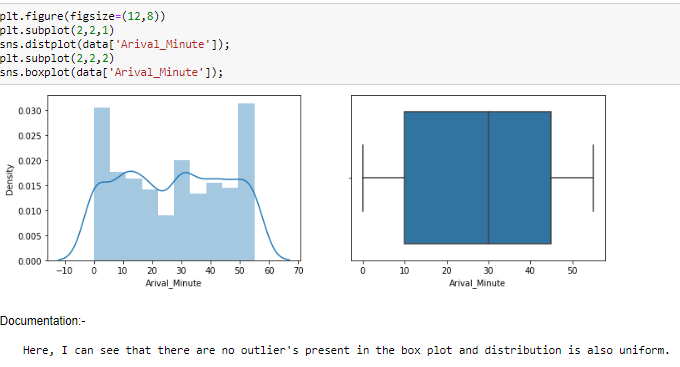 plt.figure(figsize=(12,8))
plt.subplot(2,2,1)
sns.distplot(data['Arival_Minute']);
plt.subplot(2,2,2)
sns.boxplot(data['Arival_Minute']);
0.030
0.025
0.020
0.015
0.010
0.005
0.000
Density
−10 0 10 20 30 40 50 60 70
Arival_Minute
0 10 20 30 40 50
Arival_Minute
Documentation:-
Here, I can see that there are no outlier's present in the box plot and distribution is also uniform.